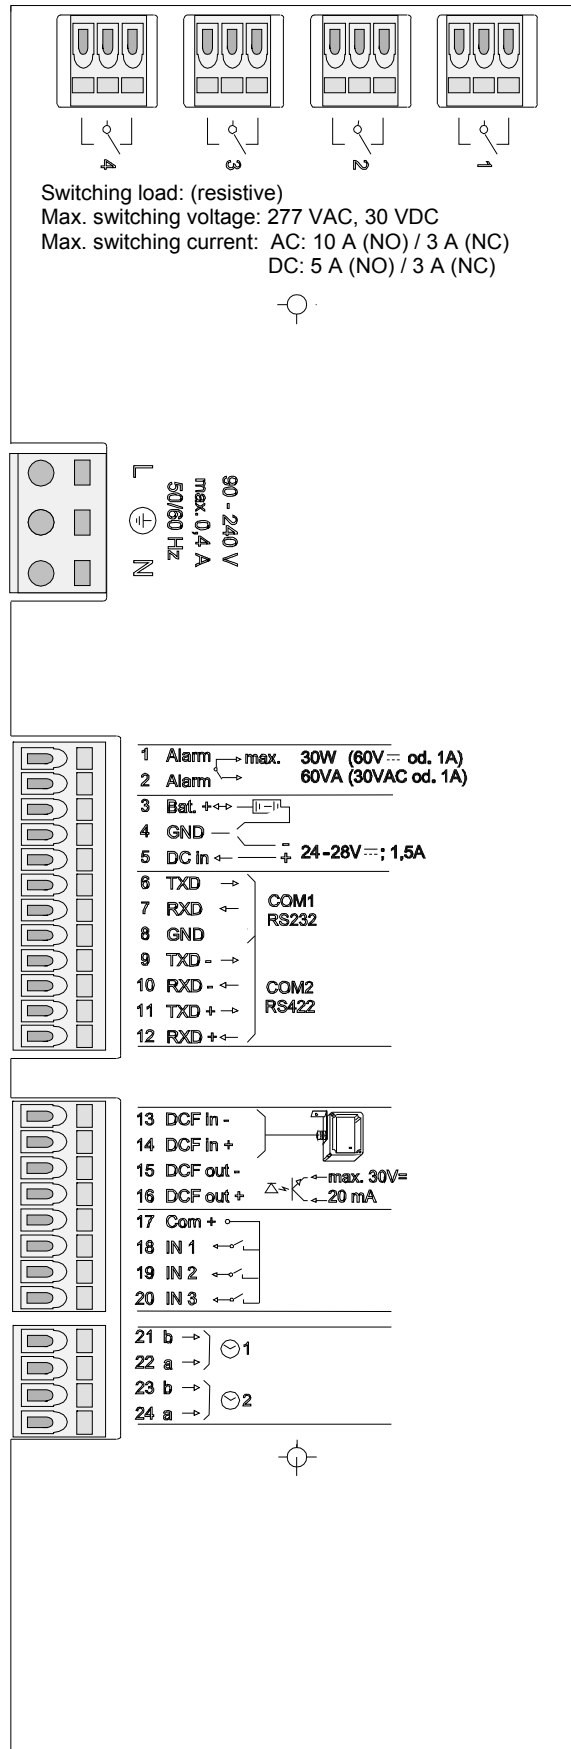 4 3 2 1
Switching load: (resistive)
Max. switching voltage: 277 VAC, 30 VDC
Max. switching current: AC: 10 A (NO) / 3 A (NC)
DC: 5 A (NO) / 3 A (NC)
L
N
90 - 240 V
max. 0,4 A
50/60 Hz
1 Alarm max. 30W (60V⎓ od. 1A)
2 Alarm 60VA (30VAC od. 1A)
3 Bat. +
4 GND -
5 DC in + 24-28V⎓; 1,5A
6 TXD
7 RXD COM1
8 GND RS232
9 TXD -
10 RXD - COM2
11 TXD + RS422
12 RXD +
13 DCF in -
14 DCF in +
15 DCF out - max. 30V=
16 DCF out + 20 mA
17 Com +
18 IN 1
19 IN 2
20 IN 3
21 b 1
22 a
23 b 2
24 a